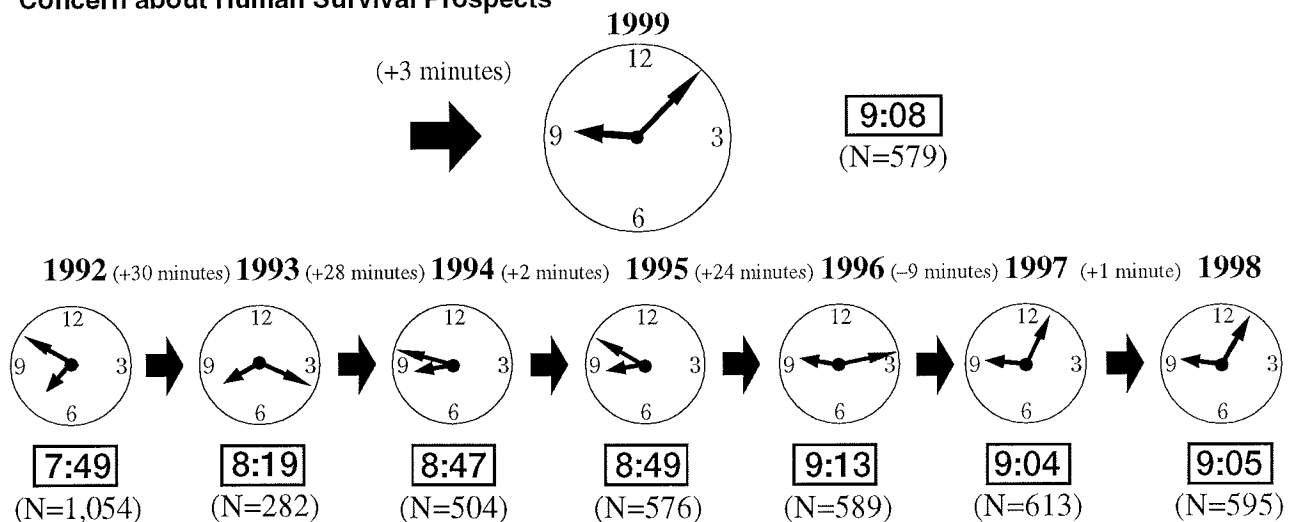 Concern about Human Survival Prospects
1999
(+3 minutes)
12
9
3
6
9:08
(N=579)
1992 (+30 minutes) 1993 (+28 minutes) 1994 (+2 minutes) 1995 (+24 minutes) 1996 (–9 minutes) 1997 (+1 minute) 1998
12 12 12 12 12 12 12
9 3 9 3 9 3 9 3 9 3 9 3 9 3
6 6 6 6 6 6 6
7:49 8:19 8:47 8:49 9:13 9:04 9:05
(N=1,054) (N=282) (N=504) (N=576) (N=589) (N=613) (N=595)